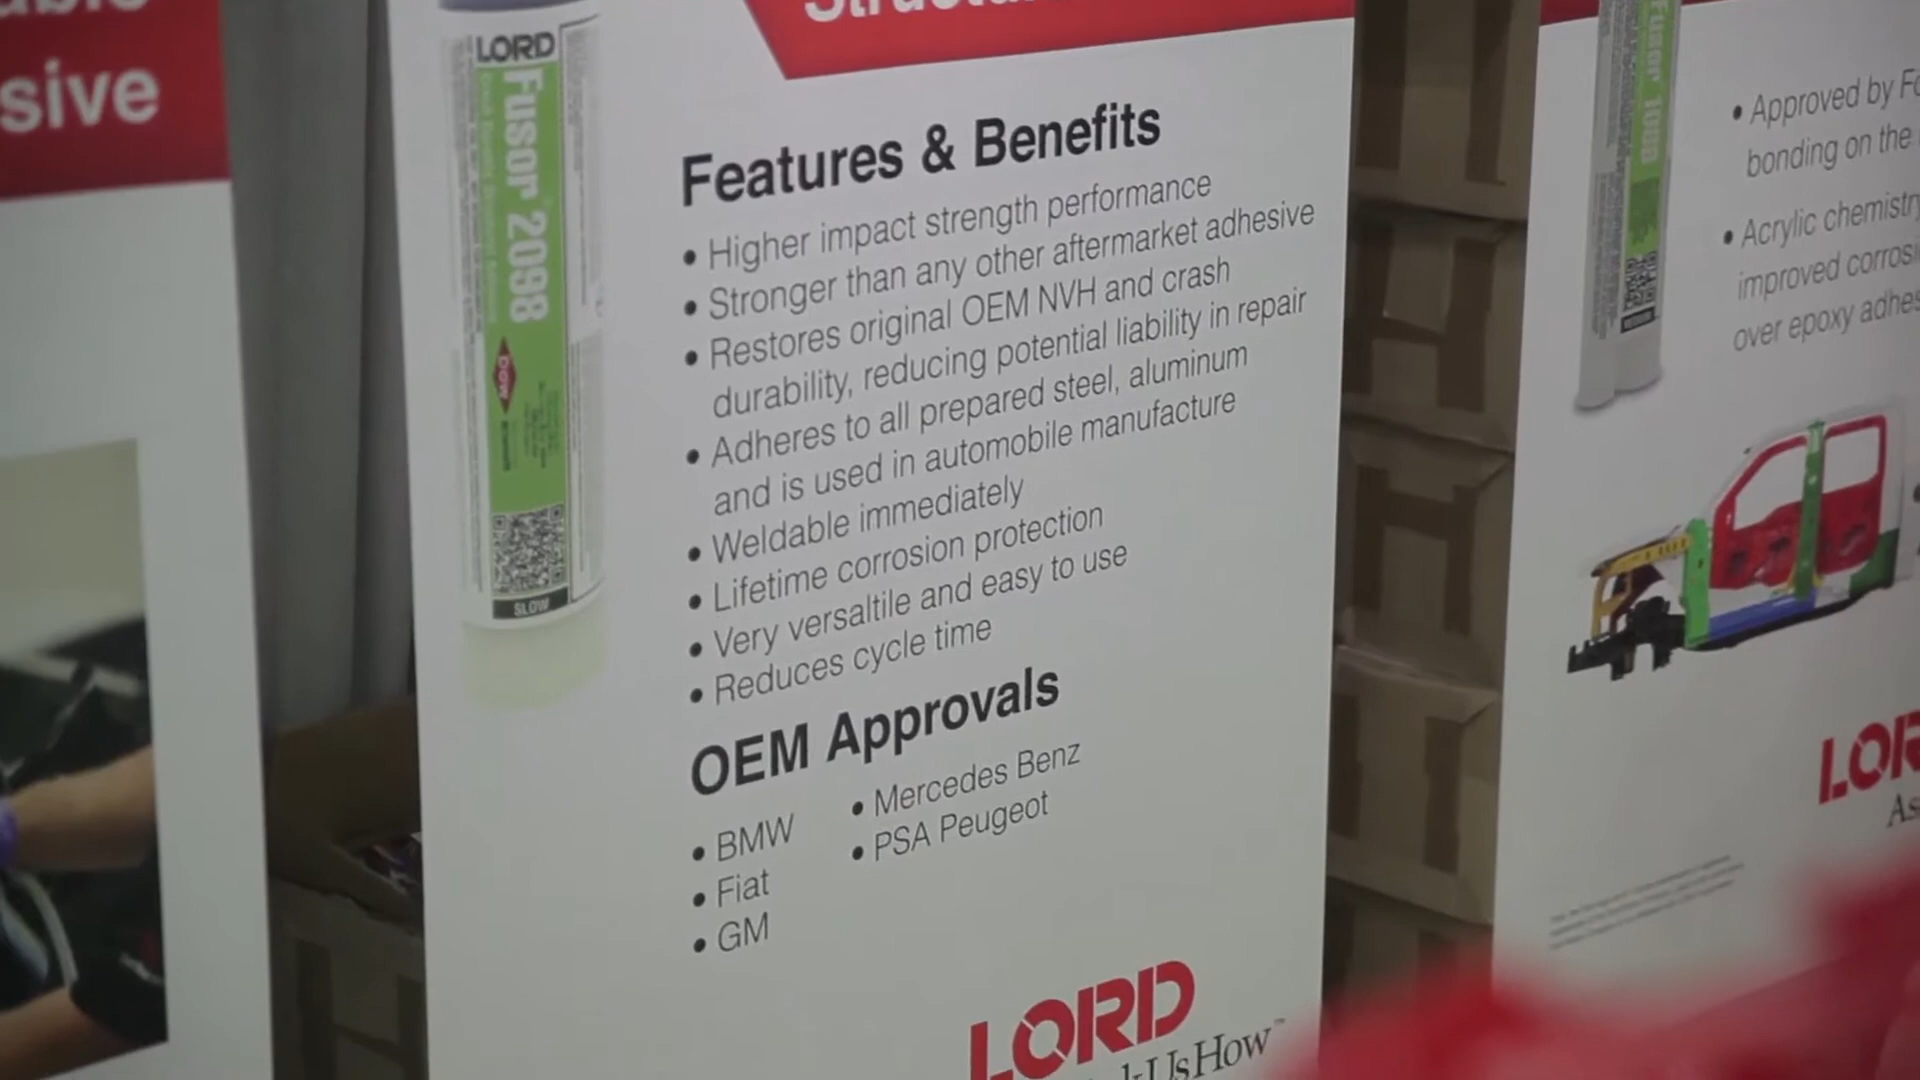 sive
LORD
Fusor 2098
DOW
SLOW
Features & Benefits
• Higher impact strength performance
• Stronger than any other aftermarket adhesive
• Restores original OEM NVH and crash
durability, reducing potential liability in repair
• Adheres to all prepared steel, aluminum
and is used in automobile manufacture
• Weldable immediately
• Lifetime corrosion protection
• Very versaltile and easy to use
• Reduces cycle time
OEM Approvals
• BMW
• Fiat
• GM
• Mercedes Benz
• PSA Peugeot
LORD
UsHow™
Fusor
• Approved by
bonding on the
• Acrylic
improved
over epoxy